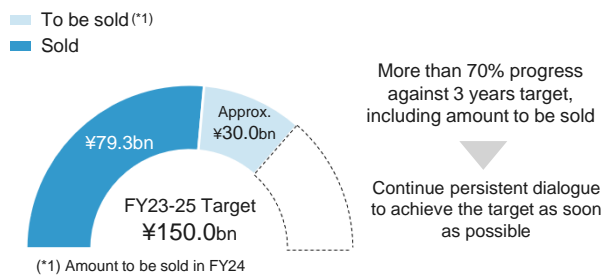 To be sold (*1)
Sold
¥79.3bn
Approx.
¥30.0bn
FY23-25 Target
¥150.0bn
(*1) Amount to be sold in FY24
More than 70% progress
against 3 years target,
including amount to be sold
Continue persistent dialogue
to achieve the target as soon
as possible